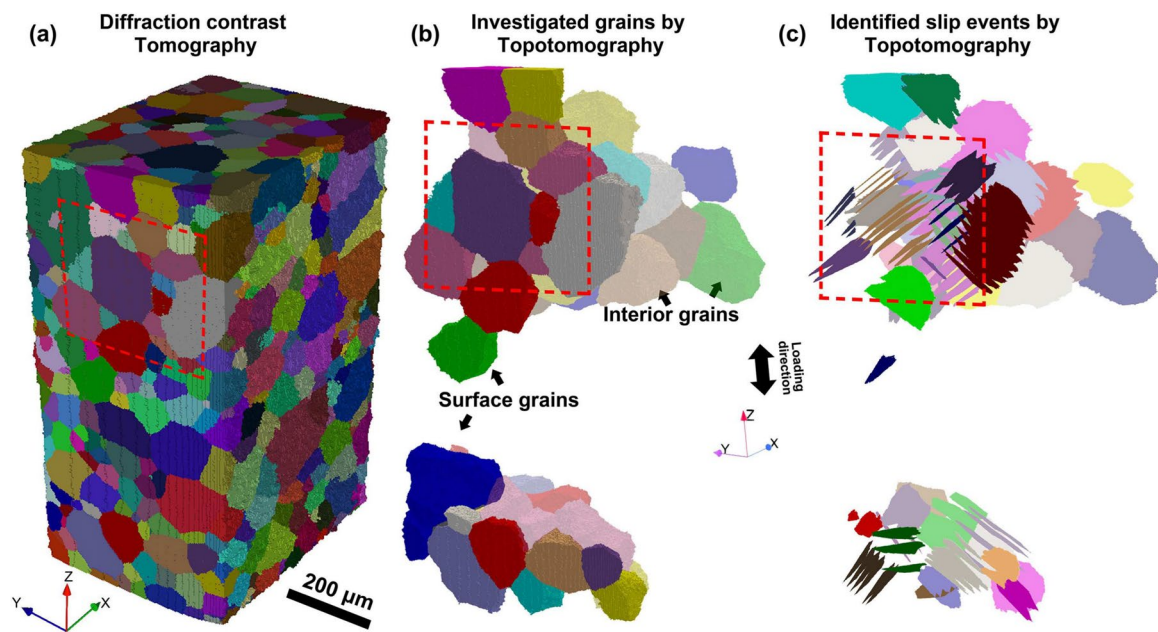 (a)
Diffraction contrast
Tomography
(b)
Investigated grains by
Topotomography
(c)
Identified slip events by
Topotomography
Interior grains
Surface grains
Loading
direction
Z
Y
X
Z
Y
X
200 µm